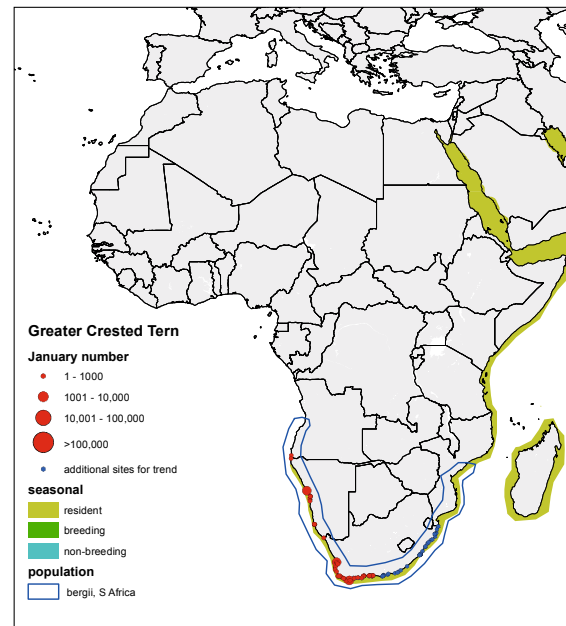 Greater Crested Tern
January number
1 - 1000
1001 - 10,000
10,001 - 100,000
>100,000
additional sites for trend
seasonal
resident
breeding
non-breeding
population
bergii, S Africa